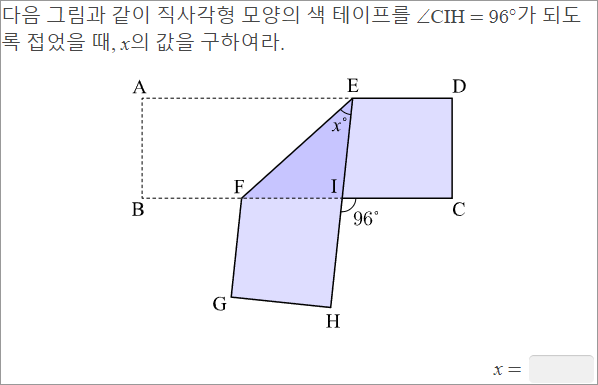 다음 그림과 같이 직사각형 모양의 색 테이프를 ∠CIH = 96°가 되도
록 접었을 때, x의 값을 구하여라.
A
E
D
x°
F
I
B
96°
C
G
H
x =